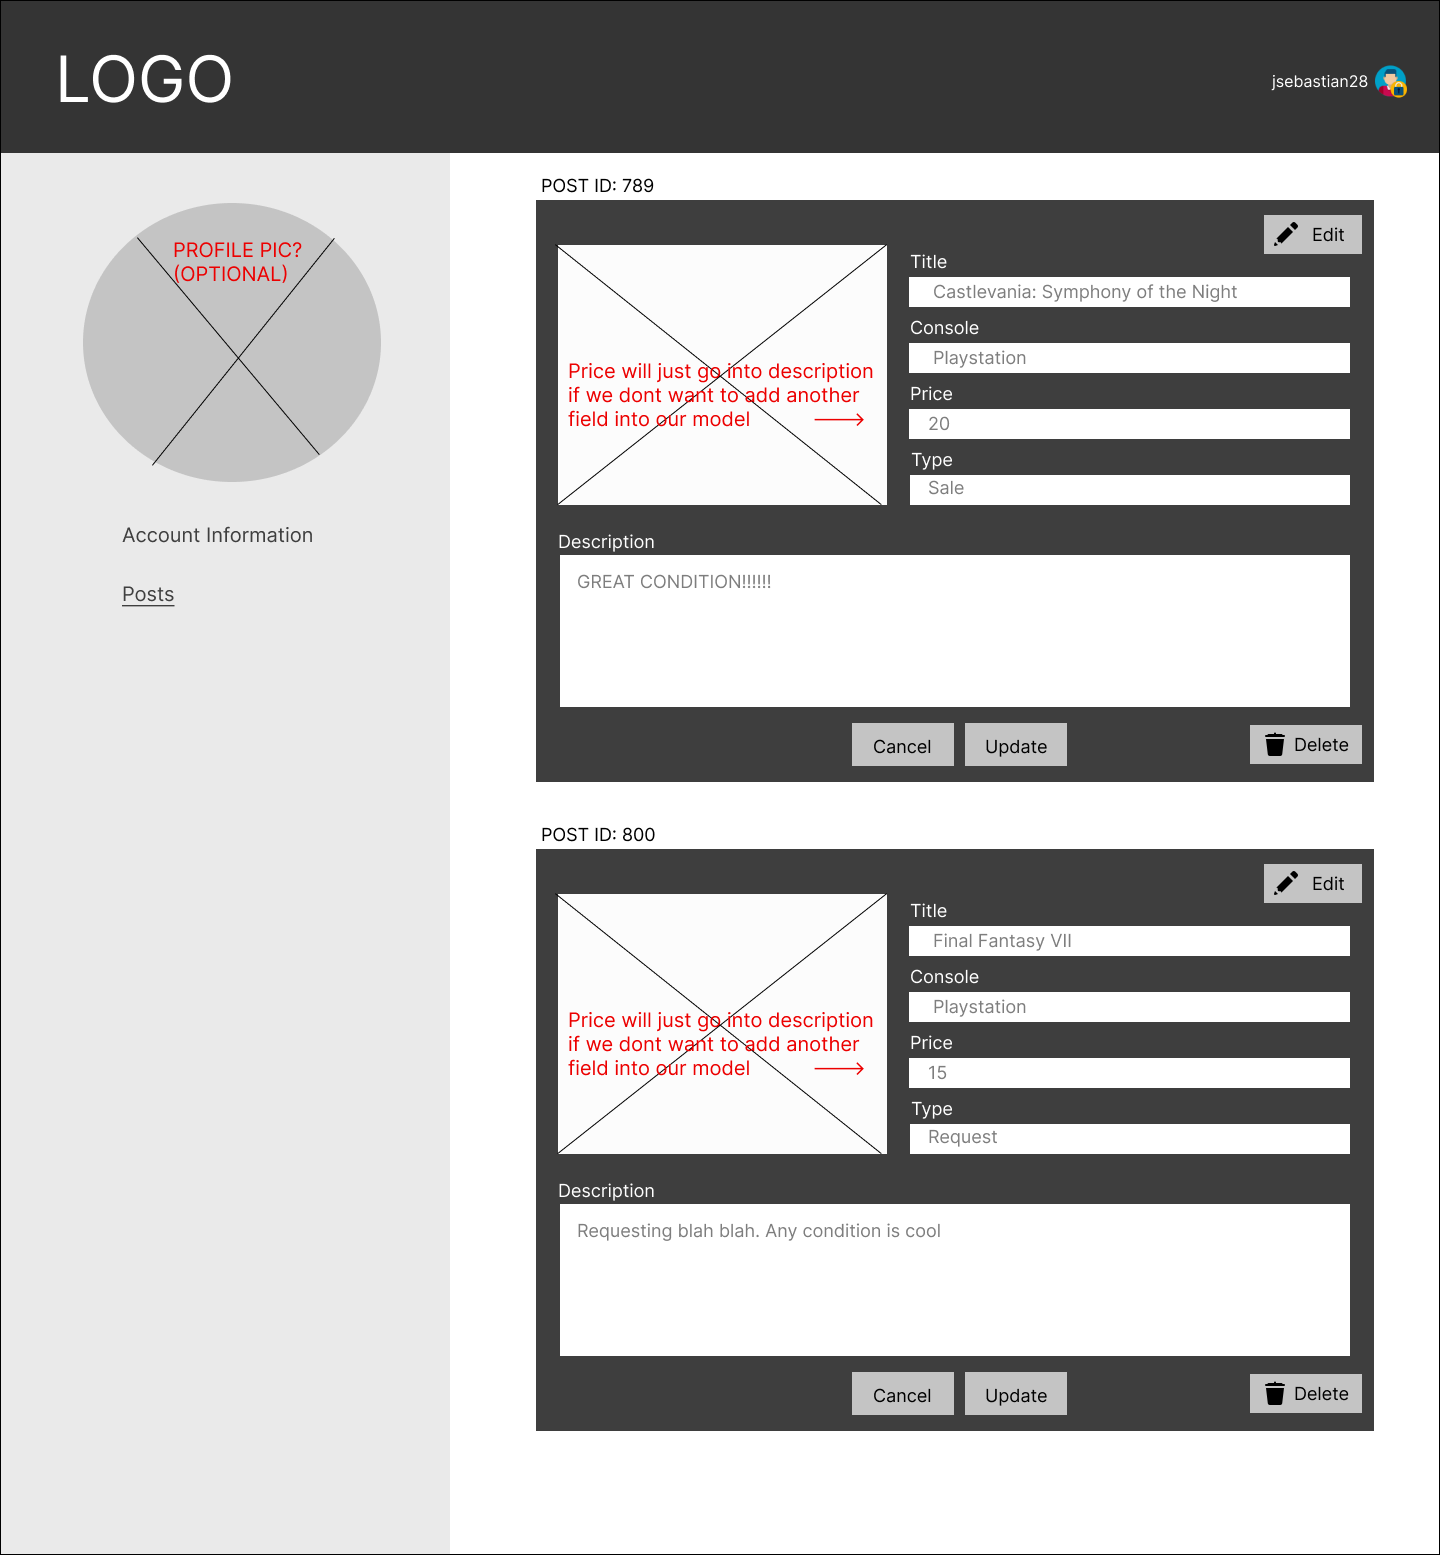 LOGO
jsebastian28
PROFILE PIC?
(OPTIONAL)
Account Information
Posts
POST ID: 789
Edit
Title
Castlevania: Symphony of the Night
Console
Playstation
Price
20
Type
Sale
Price will just go into description
if we dont want to add another
field into our model
Description
GREAT CONDITION!!!!!!
Cancel
Update
Delete
POST ID: 800
Edit
Title
Final Fantasy VII
Console
Playstation
Price
15
Type
Request
Price will just go into description
if we dont want to add another
field into our model
Description
Requesting blah blah. Any condition is cool
Cancel
Update
Delete